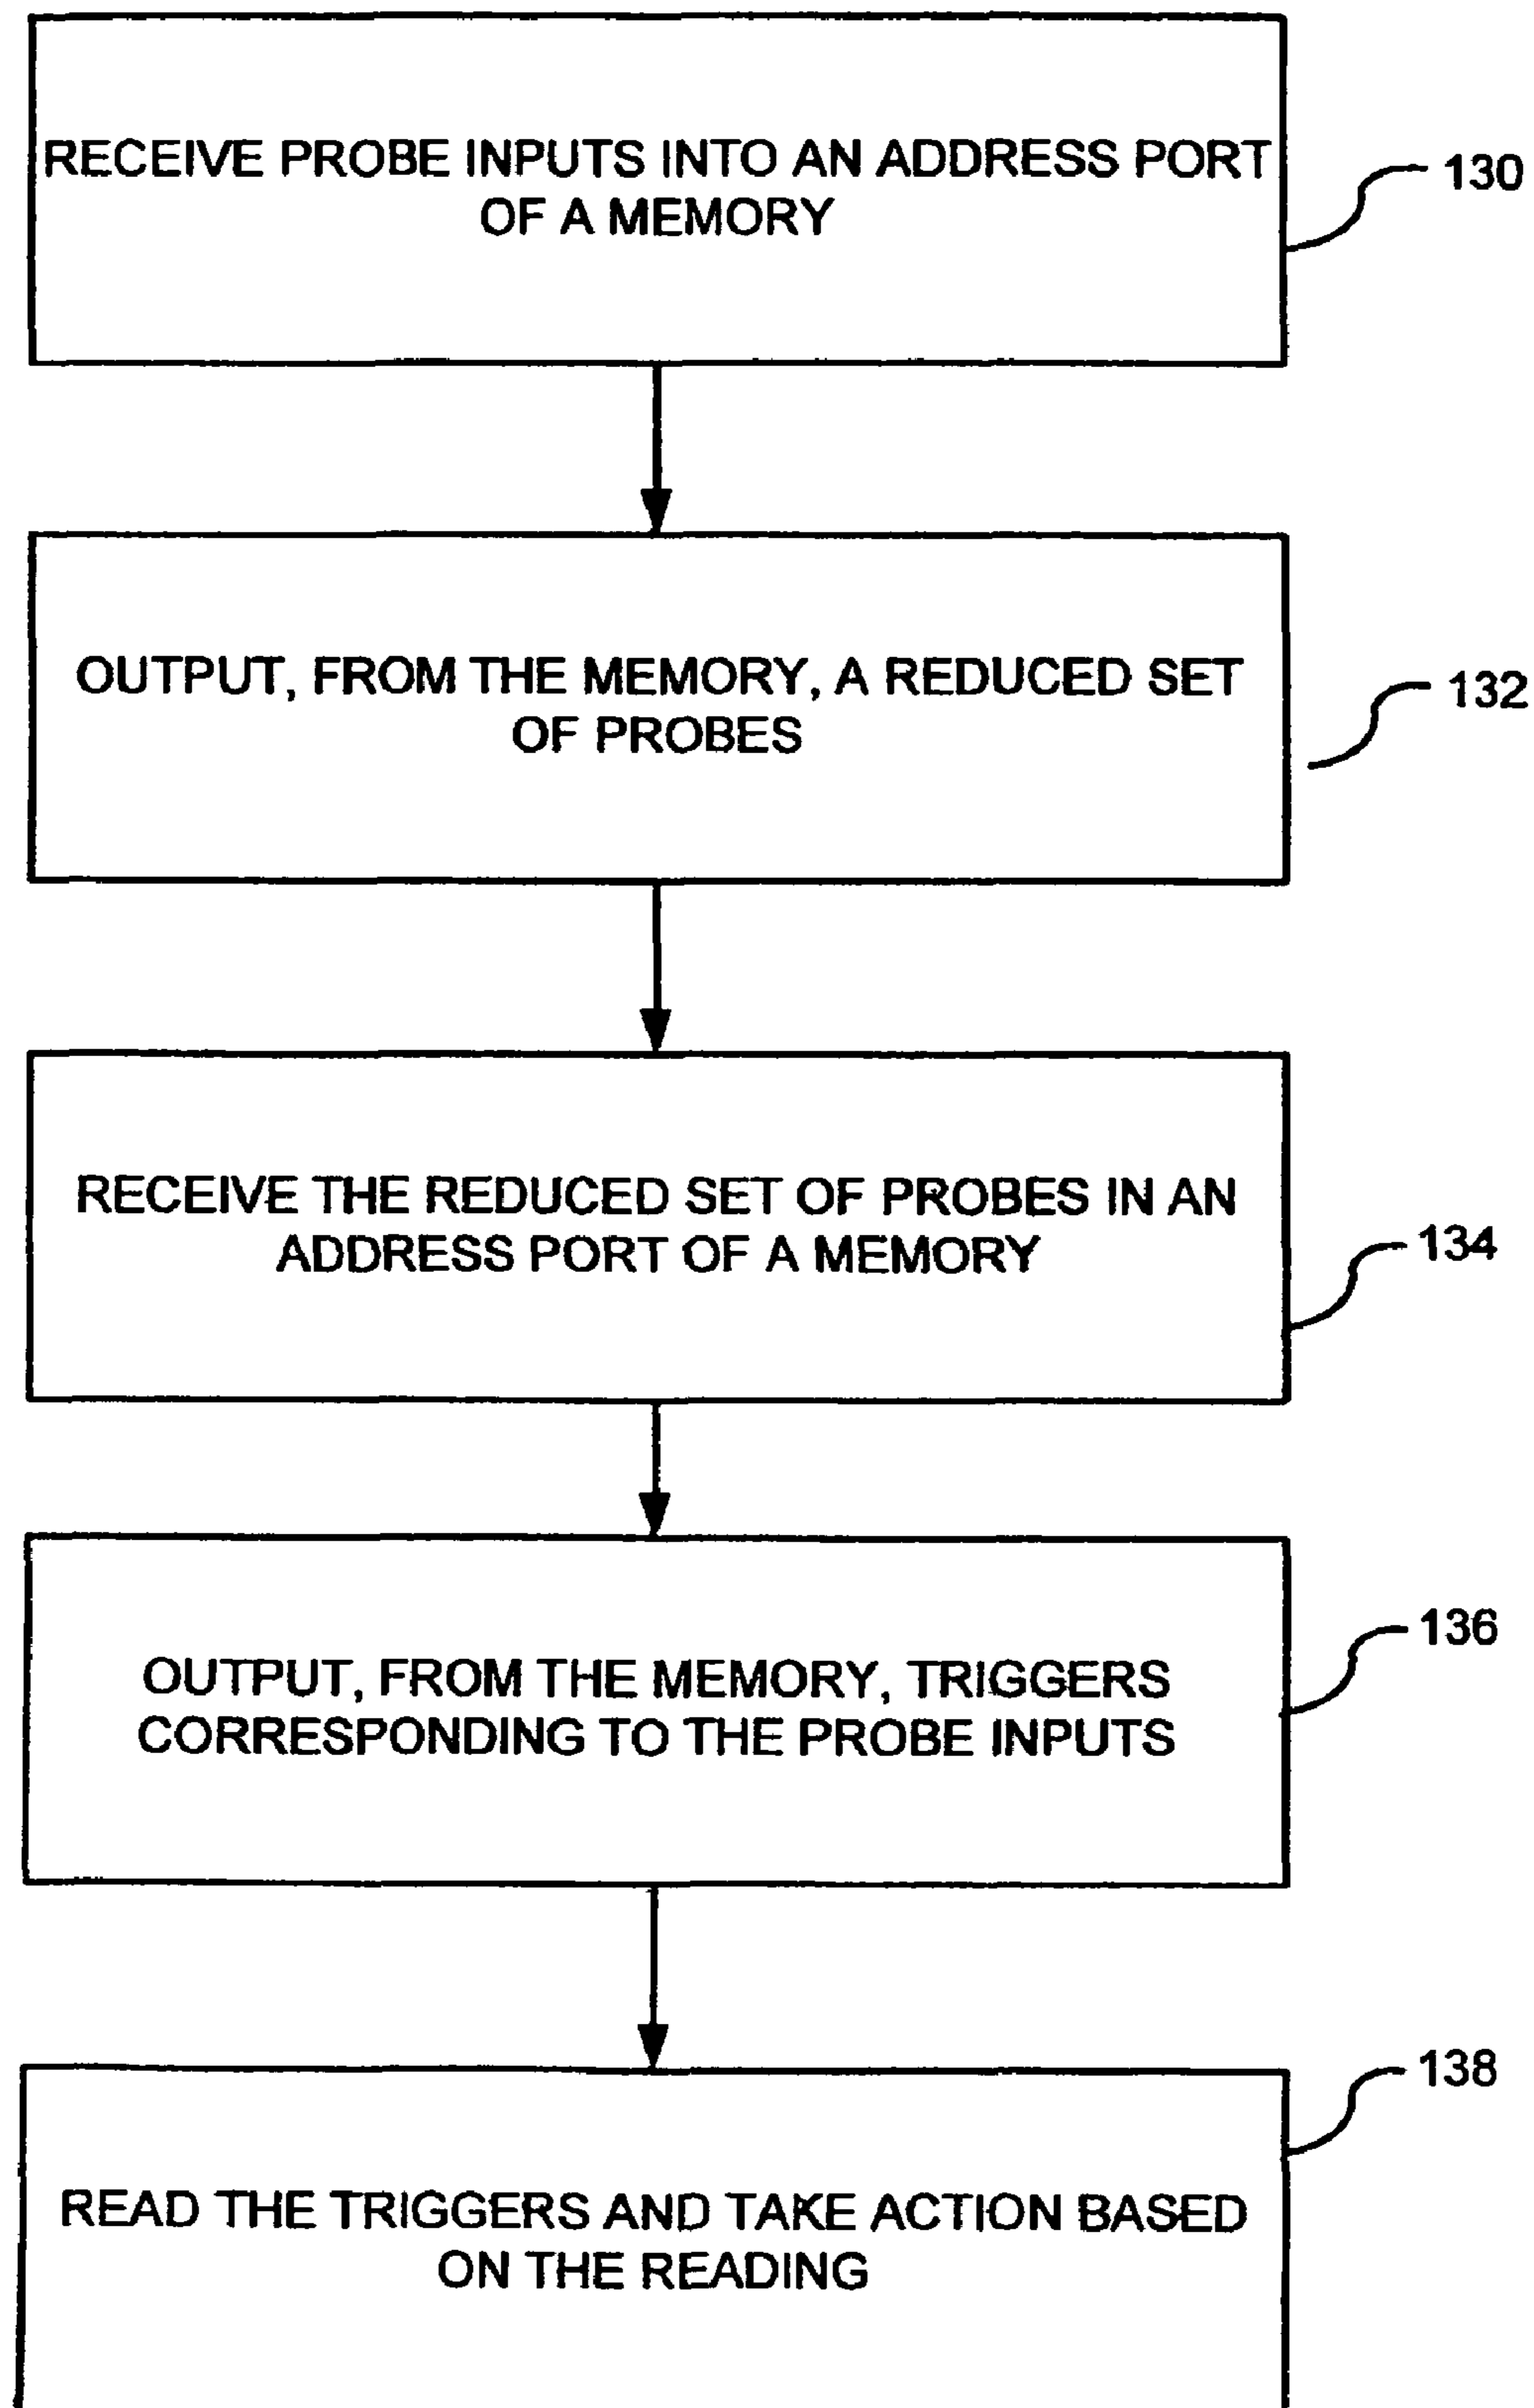 RECEIVE PROBE INPUTS INTO AN ADDRESS PORT
OF A MEMORY
130
OUTPUT, FROM THE MEMORY, A REDUCED SET
OF PROBES
132
RECEIVE THE REDUCED SET OF PROBES IN AN
ADDRESS PORT OF A MEMORY
134
OUTPUT, FROM THE MEMORY, TRIGGERS
CORRESPONDING TO THE PROBE INPUTS
136
READ THE TRIGGERS AND TAKE ACTION BASED
ON THE READING
138